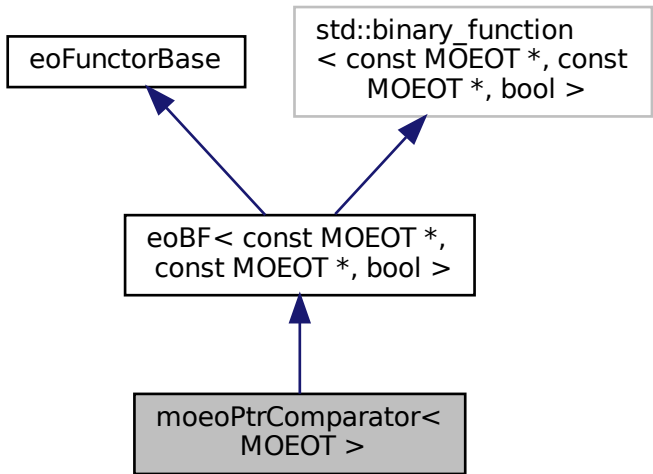 eoFunctorBase
std::binary_function
< const MOEOT *, const
MOEOT *, bool >
eoBF< const MOEOT *,
const MOEOT *, bool >
moeoPtrComparator<
MOEOT >